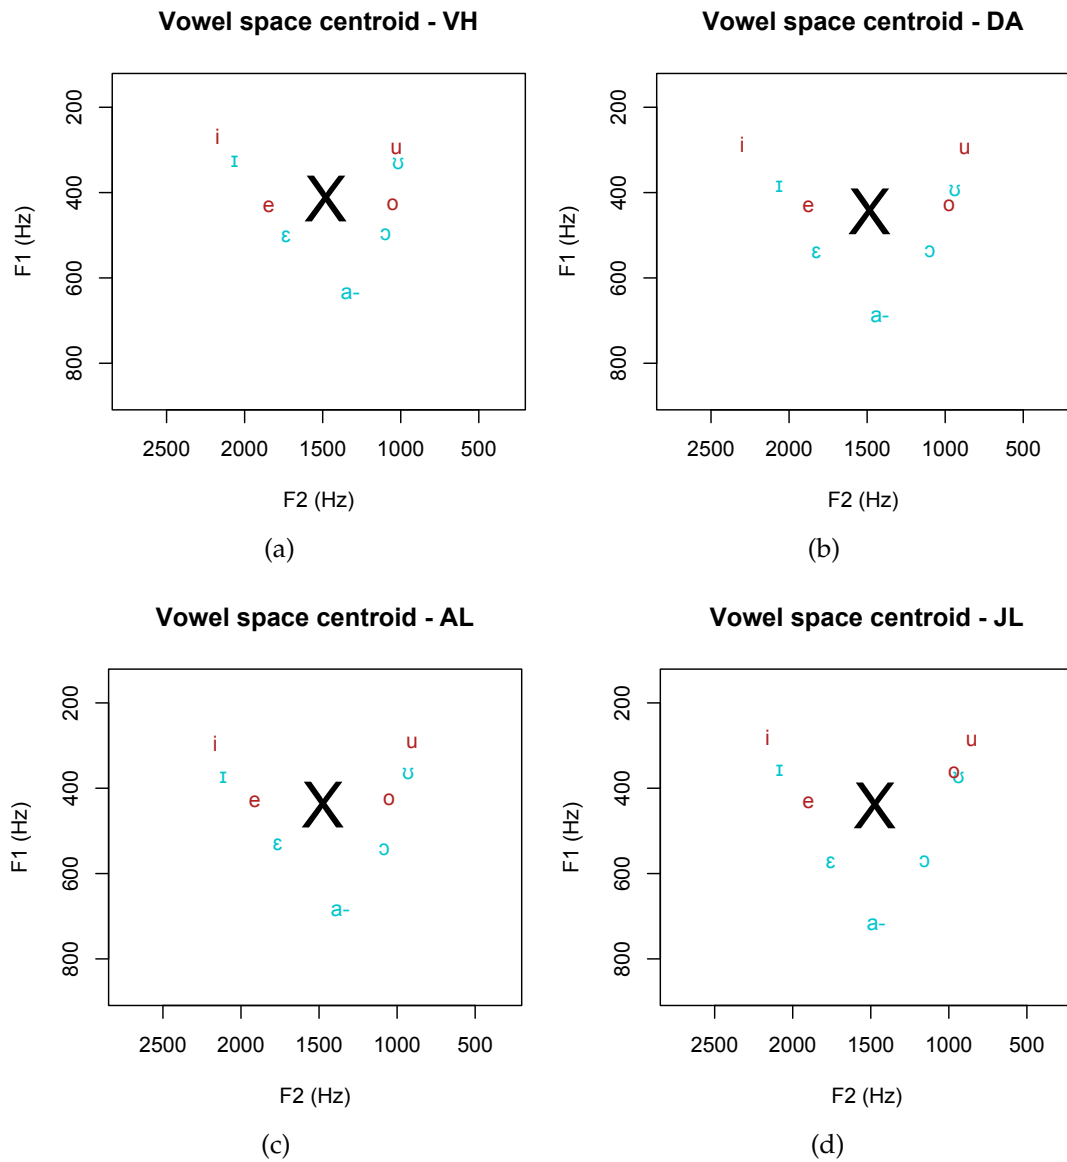 Vowel space centroid - VH
i
u
ɪ
ʊ
e
o
X
ɛ
ɔ
a-
200
400
600
800
F1 (Hz)
2500 2000 1500 1000 500
F2 (Hz)
(a)
Vowel space centroid - DA
i
u
ɪ
ʊ
e
o
X
ɛ
ɔ
a-
200
400
600
800
F1 (Hz)
2500 2000 1500 1000 500
F2 (Hz)
(b)
Vowel space centroid - AL
i
u
ɪ
ʊ
e
o
X
ɛ
ɔ
a-
200
400
600
800
F1 (Hz)
2500 2000 1500 1000 500
F2 (Hz)
(c)
Vowel space centroid - JL
i
u
ɪ
o
ʊ
e
X
ɛ
ɔ
a-
200
400
600
800
F1 (Hz)
2500 2000 1500 1000 500
F2 (Hz)
(d)